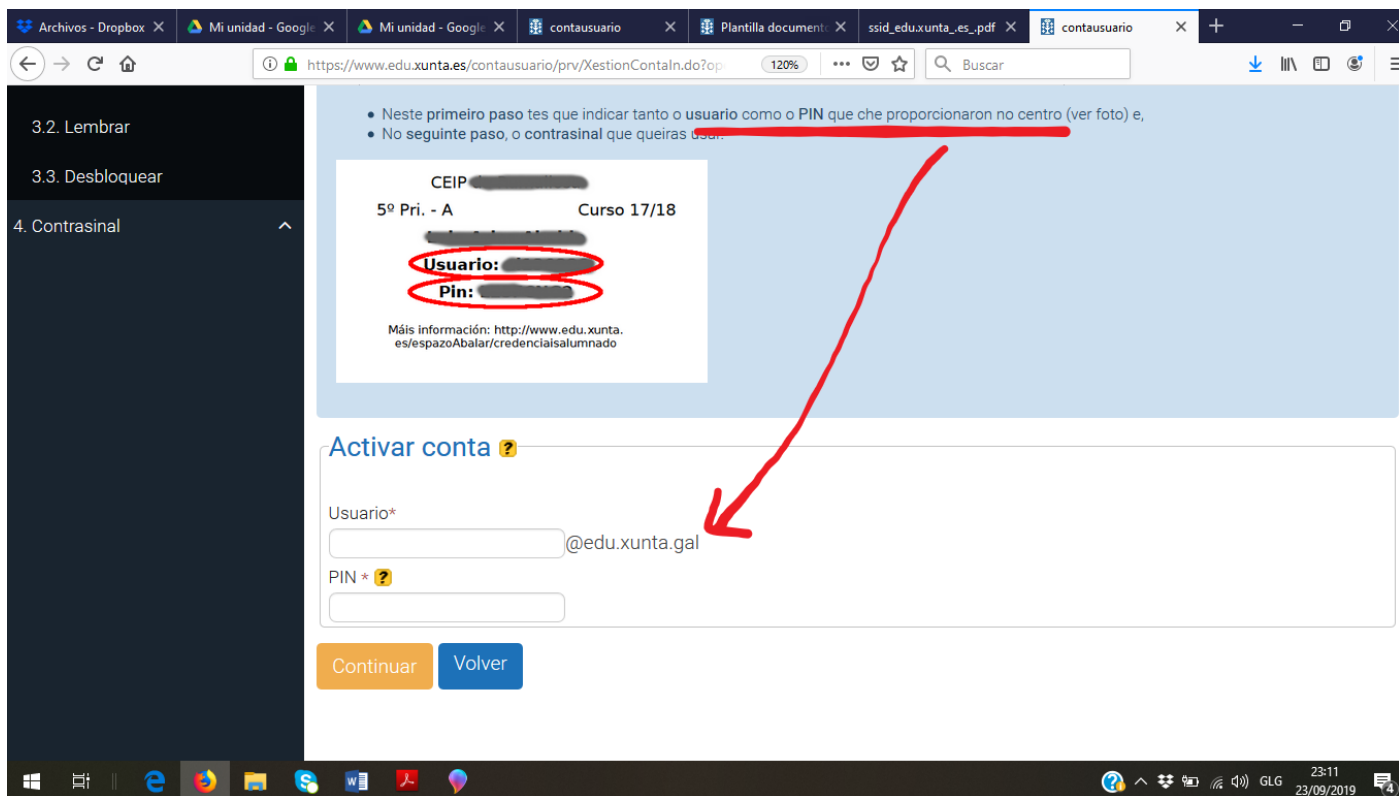 Archivos - Dropbox
Mi unidad - Google
Mi unidad - Google
contausuario
Plantilla documento
ssid_edu.xunta_.es_.pdf
contausuario
https://www.edu.xunta.es/contausuario/prv/XestionContaIn.do?op
120%
Buscar
3.2. Lembrar
3.3. Desbloquear
4. Contrasinal
• Neste primeiro paso tes que indicar tanto o usuario como o PIN que che proporcionaron no centro (ver foto) e,
• No seguinte paso, o contrasinal que queiras usar.
CEIP
5º Pri. - A Curso 17/18
Usuario:
Pin:
Máis información: http://www.edu.xunta.
es/espazoAbalar/credenciaisalumnado
Activar conta ?
Usuario*
@edu.xunta.gal
PIN * ?
Continuar Volver
GLG
23:11
23/09/2019
4